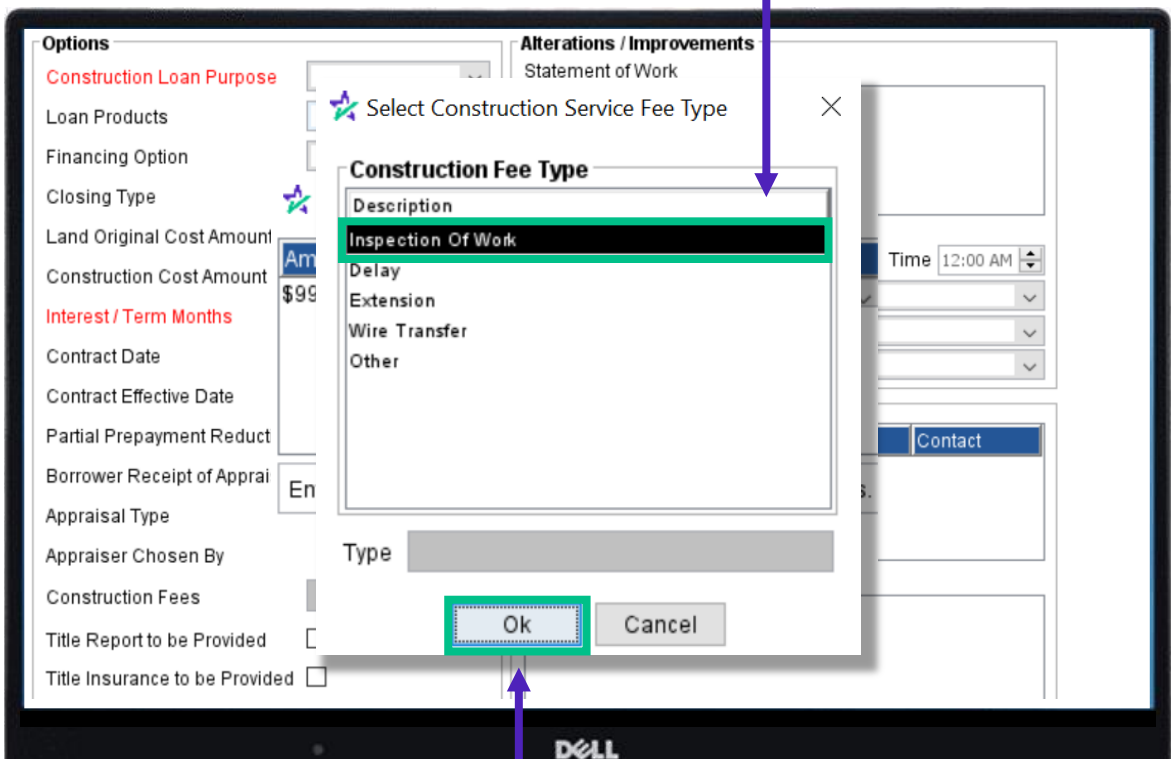 Options
Construction Loan Purpose
Loan Products
Financing Option
Closing Type
Land Original Cost Amount
Construction Cost Amount
Interest / Term Months
Contract Date
Contract Effective Date
Partial Prepayment Reduct
Borrower Receipt of Apprai
Appraisal Type
Appraiser Chosen By
Construction Fees
Title Report to be Provided
Title Insurance to be Provided
Alterations / Improvements
Statement of Work
Am
$99
En
s.
Select Construction Service Fee Type
Construction Fee Type
Description
Inspection Of Work
Delay
Extension
Wire Transfer
Other
Type
Ok Cancel
Time 12:00 AM
Contact
DELL